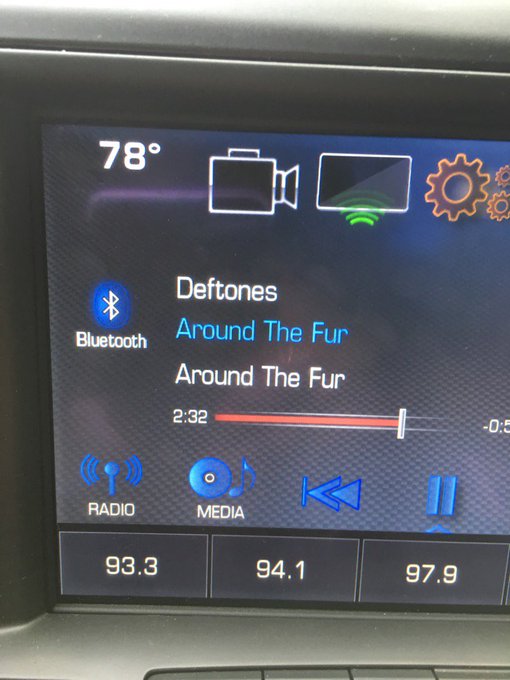 78°
Deftones
Around The Fur
Bluetooth
Around The Fur
2:32
RADIO
MEDIA
93.3
94.1
97.9